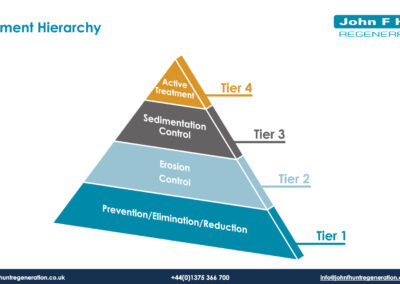 ment Hierarchy
John F H
REGENERA
Active
Treatment
Tier 4
Sedimentation
Control
Tier 3
Erosion
Control
Tier 2
Prevention/Elimination/Reduction
Tier 1
huntregeneration.co.uk
+44(0)1375 366 700
info@johnfhuntregeneration.